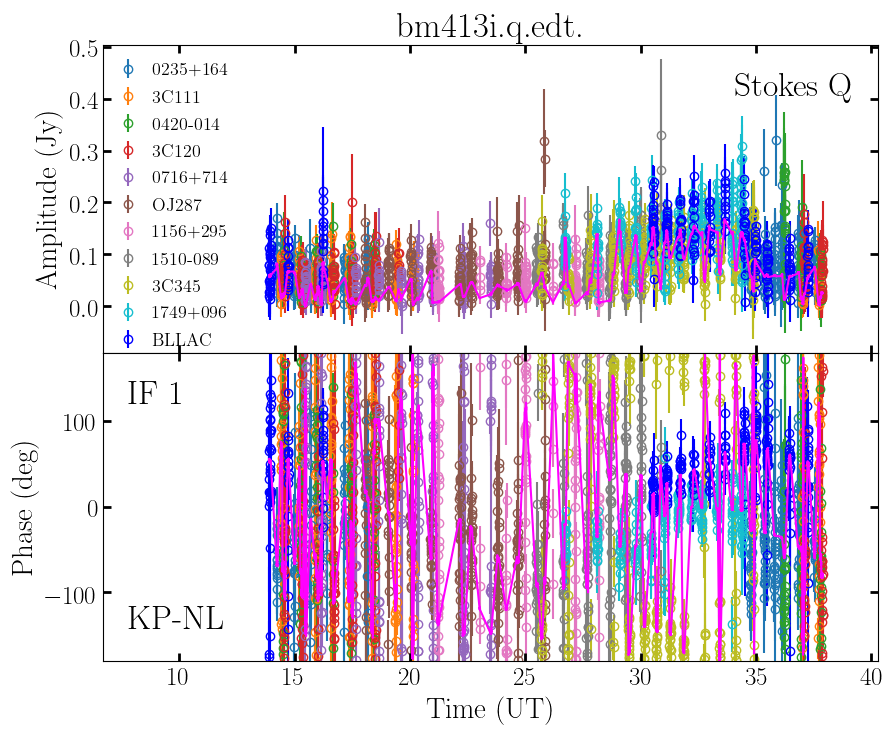 bm413i.q.edt.
Stokes Q
Amplitude (Jy)
0.5
0.4
0.3
0.2
0.1
0.0
0235+164
3C111
0420-014
3C120
0716+714
OJ287
1156+295
1510-089
3C345
1749+096
BLLAC
IF 1
KP-NL
Phase (deg)
100
0
−100
10 15 20 25 30 35 40
Time (UT)